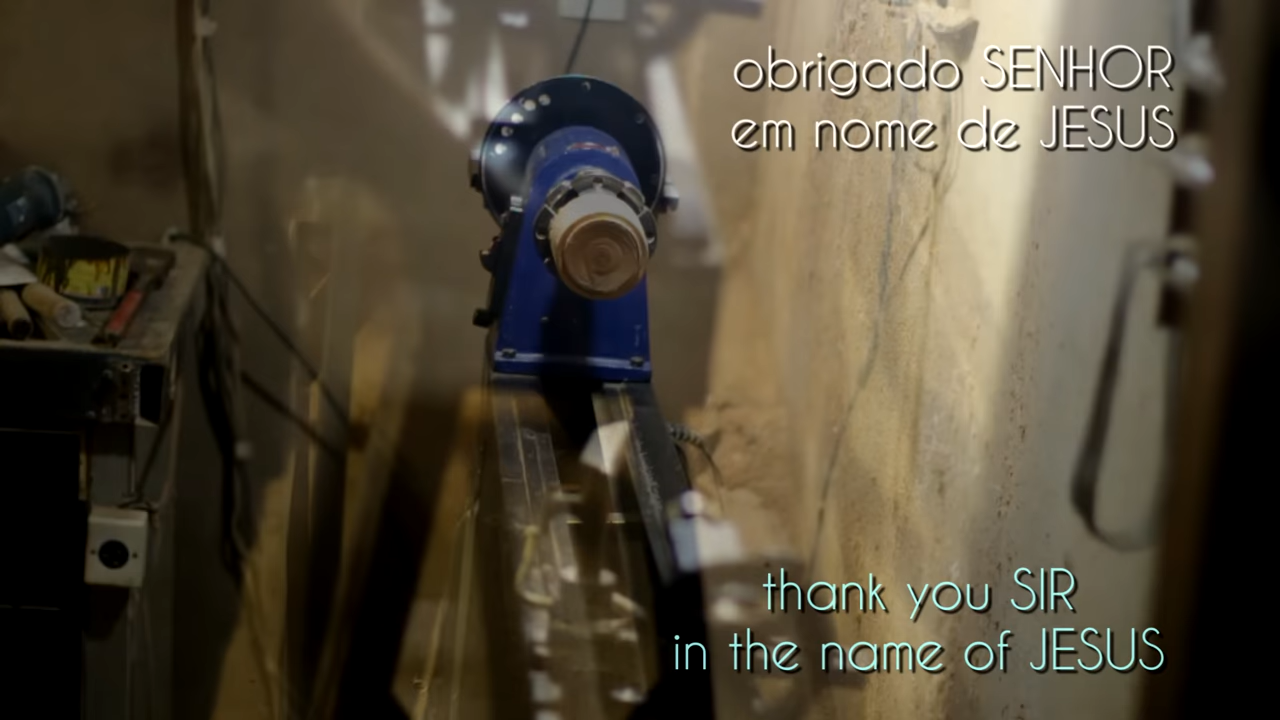 obrigado SENHOR
em nome de JESUS
thank you SIR
in the name of JESUS